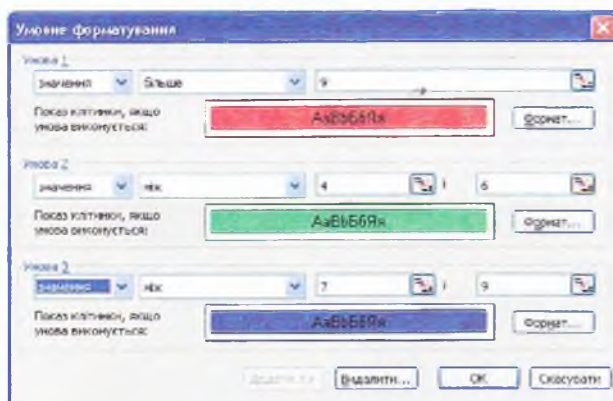 Умовне форматування
Умова 1
значення більше 9
Показ клітинки, якщо
умова виконується:
АаВbБбЯя
Формат...
Умова 2
значення між 4 і 6
Показ клітинки, якщо
умова виконується:
АаВbБбЯя
Формат...
Умова 3
значення між 7 і 9
Показ клітинки, якщо
умова виконується:
АаВbБбЯя
Формат...
Видалити... ОК Скасувати